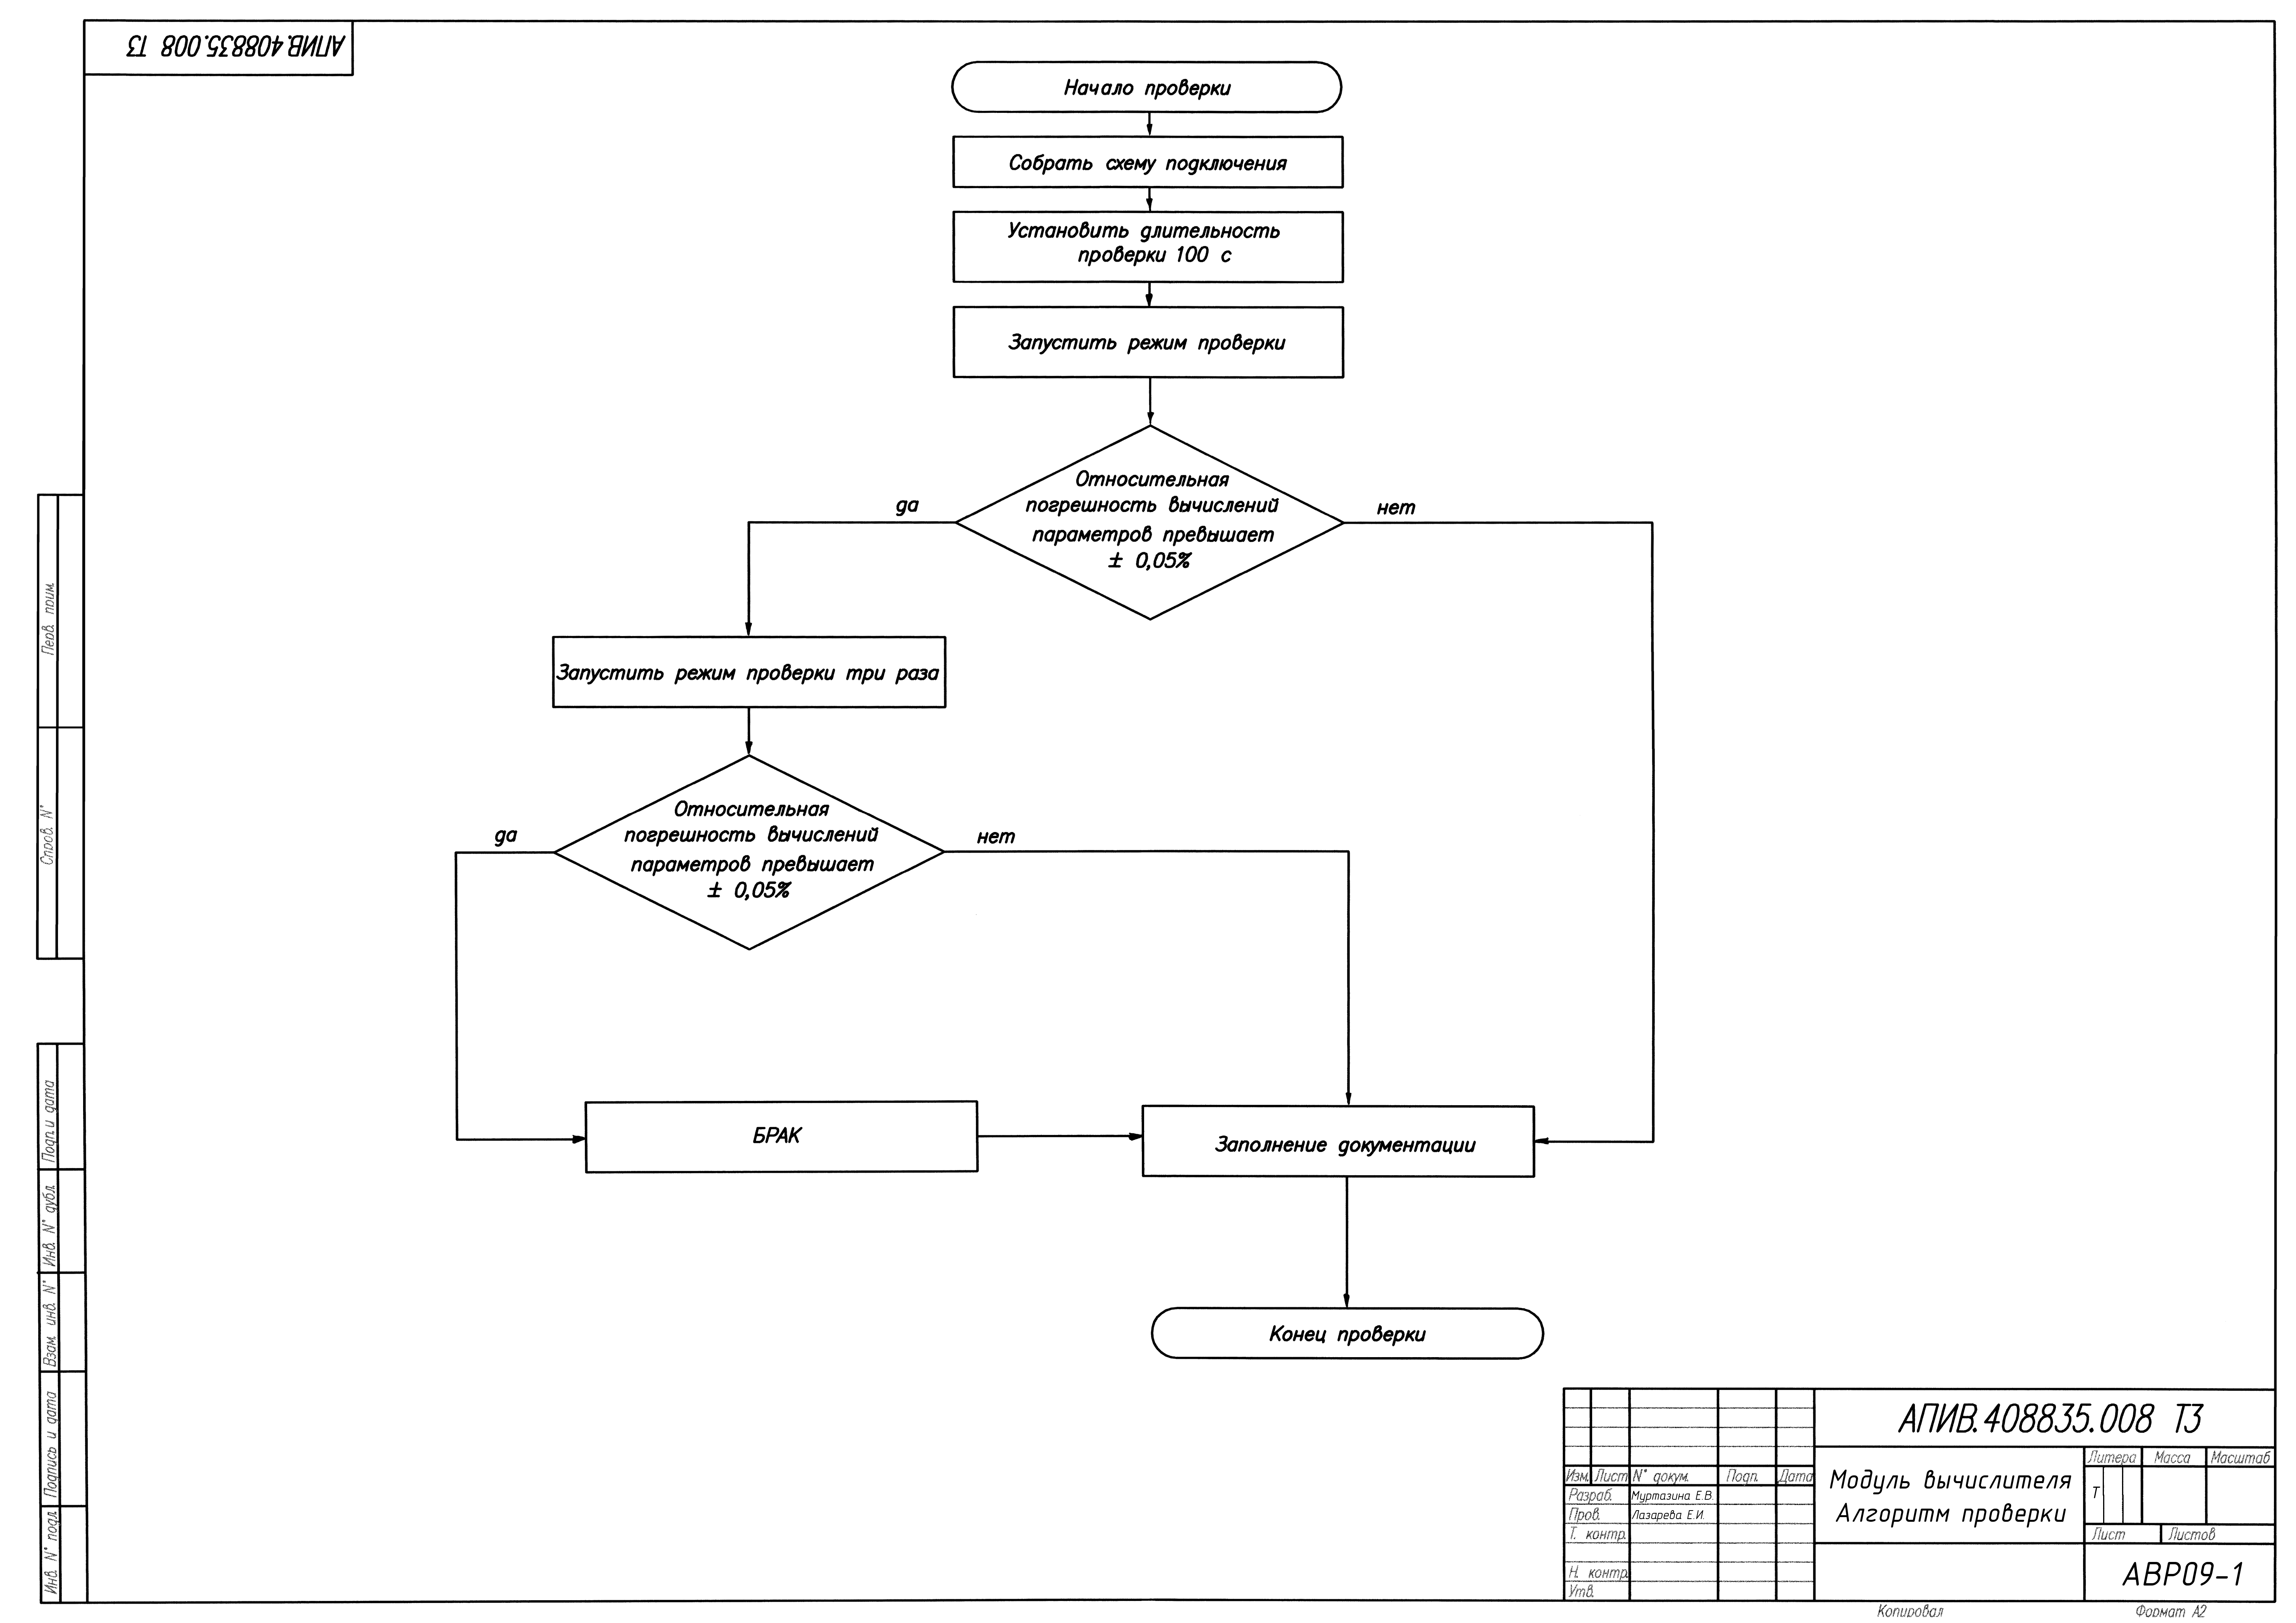 АПИВ.408835.008 ТЗ
Начало проверки
Собрать схему подключения
Установить длительность
проверки 100 с
Запустить режим проверки
Относительная
погрешность вычислений
параметров превышает
± 0,05%
да
нет
Запустить режим проверки три раза
Относительная
погрешность вычислений
параметров превышает
± 0,05%
да
нет
БРАК
Заполнение документации
Конец проверки
Перв. прим.
Справ. N°
Подп.и дата
Инв. N° дубл.
Взам. инв. N°
Подпись и дата
Инв. N° подл.
АПИВ.408835.008 ТЗ
Изм. Лист N° докум. Подп. Дата
Разраб. Муртазина Е.В.
Пров. Лазарева Е.И.
Т. контр.
Н. контр.
Утв.
Модуль вычислителя
Алгоритм проверки
Литера Масса Масштаб
Т
Лист Листов
АВР09-1
Копировал Формат А2